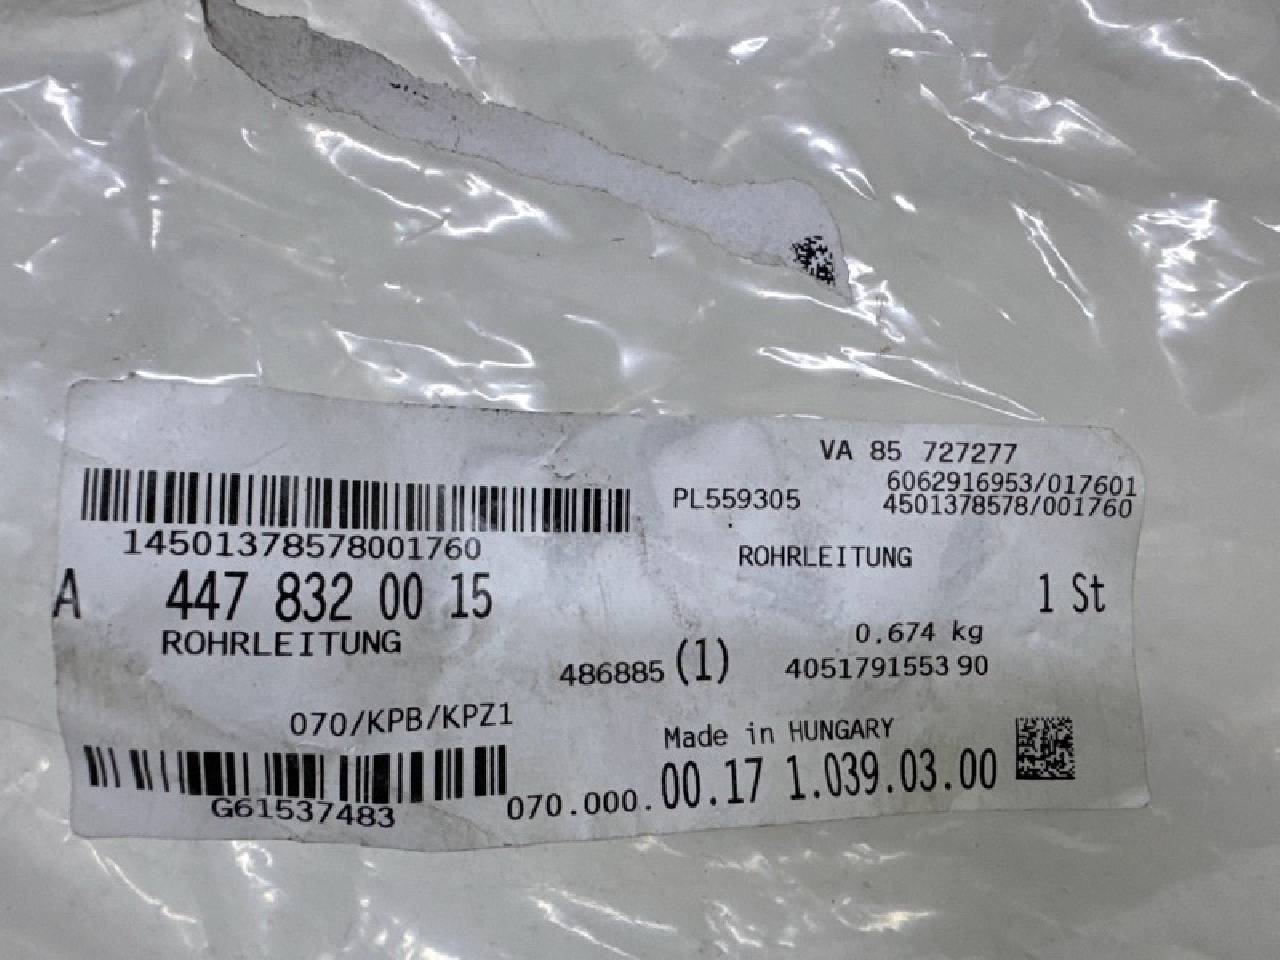 VA 85 727277
6062916953/017601
PL559305 4501378578/001760
14501378578001760
ROHRLEITUNG
A 447 832 00 15
1 St
ROHRLEITUNG
0.674 kg
486885 (1) 4051791553 90
070/KPB/KPZ1
Made in HUNGARY
G61537483
070.000.00.17 1.039.03.00